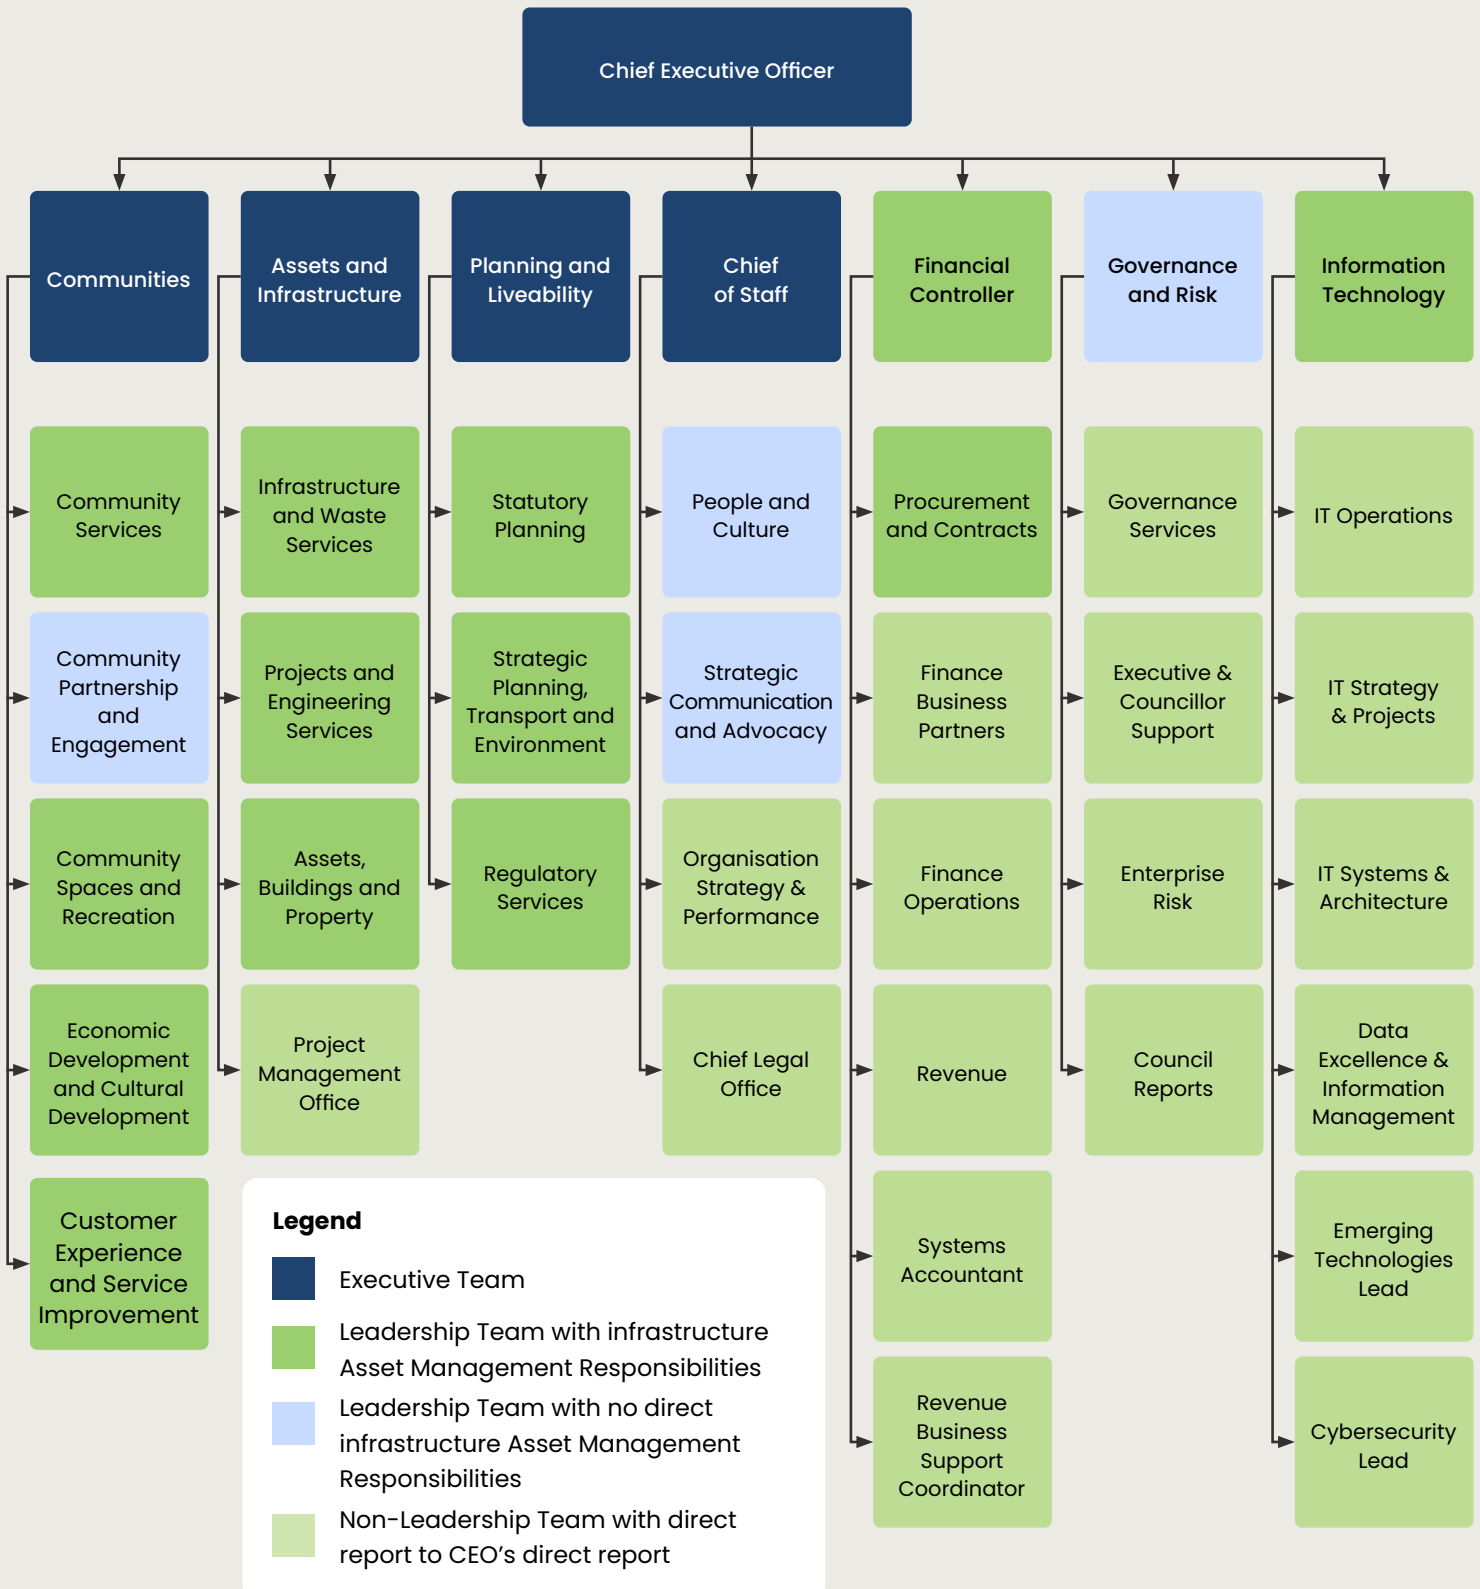 Chief Executive Officer
Communities
Assets and
Infrastructure
Planning and
Liveability
Chief
of Staff
Financial
Controller
Governance
and Risk
Information
Technology
Community
Services
Community
Partnership
and
Engagement
Community
Spaces and
Recreation
Economic
Development
and Cultural
Development
Customer
Experience
and Service
Improvement
Infrastructure
and Waste
Services
Projects and
Engineering
Services
Assets,
Buildings and
Property
Project
Management
Office
Statutory
Planning
Strategic
Planning,
Transport and
Environment
Regulatory
Services
People and
Culture
Strategic
Communication
and Advocacy
Organisation
Strategy &
Performance
Chief Legal
Office
Procurement
and Contracts
Finance
Business
Partners
Finance
Operations
Revenue
Systems
Accountant
Revenue
Business
Support
Coordinator
Governance
Services
Executive &
Councillor
Support
Enterprise
Risk
Council
Reports
IT Operations
IT Strategy
& Projects
IT Systems &
Architecture
Data
Excellence &
Information
Management
Emerging
Technologies
Lead
Cybersecurity
Lead
Legend
Executive Team
Leadership Team with infrastructure
Asset Management Responsibilities
Leadership Team with no direct
infrastructure Asset Management
Responsibilities
Non-Leadership Team with direct
report to CEO’s direct report